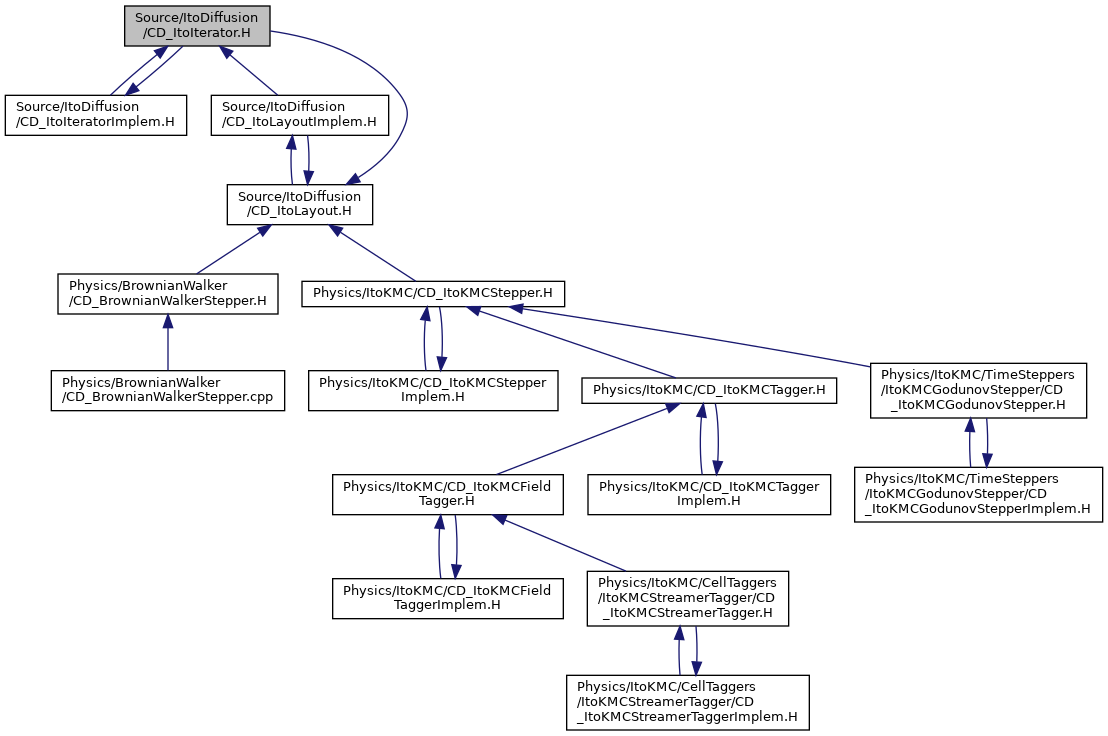 Source/ItoDiffusion
/CD_ItoIterator.H
Source/ItoDiffusion
/CD_ItoIteratorImplem.H
Source/ItoDiffusion
/CD_ItoLayoutImplem.H
Source/ItoDiffusion
/CD_ItoLayout.H
Physics/BrownianWalker
/CD_BrownianWalkerStepper.H
Physics/ItoKMC/CD_ItoKMCStepper.H
Physics/BrownianWalker
/CD_BrownianWalkerStepper.cpp
Physics/ItoKMC/CD_ItoKMCStepper
Implem.H
Physics/ItoKMC/CD_ItoKMCTagger.H
Physics/ItoKMC/TimeSteppers
/ItoKMCGodunovStepper/CD
_ItoKMCGodunovStepper.H
Physics/ItoKMC/CD_ItoKMCField
Tagger.H
Physics/ItoKMC/CD_ItoKMCTagger
Implem.H
Physics/ItoKMC/TimeSteppers
/ItoKMCGodunovStepper/CD
_ItoKMCGodunovStepperImplem.H
Physics/ItoKMC/CD_ItoKMCField
TaggerImplem.H
Physics/ItoKMC/CellTaggers
/ItoKMCStreamerTagger/CD
_ItoKMCStreamerTagger.H
Physics/ItoKMC/CellTaggers
/ItoKMCStreamerTagger/CD
_ItoKMCStreamerTaggerImplem.H